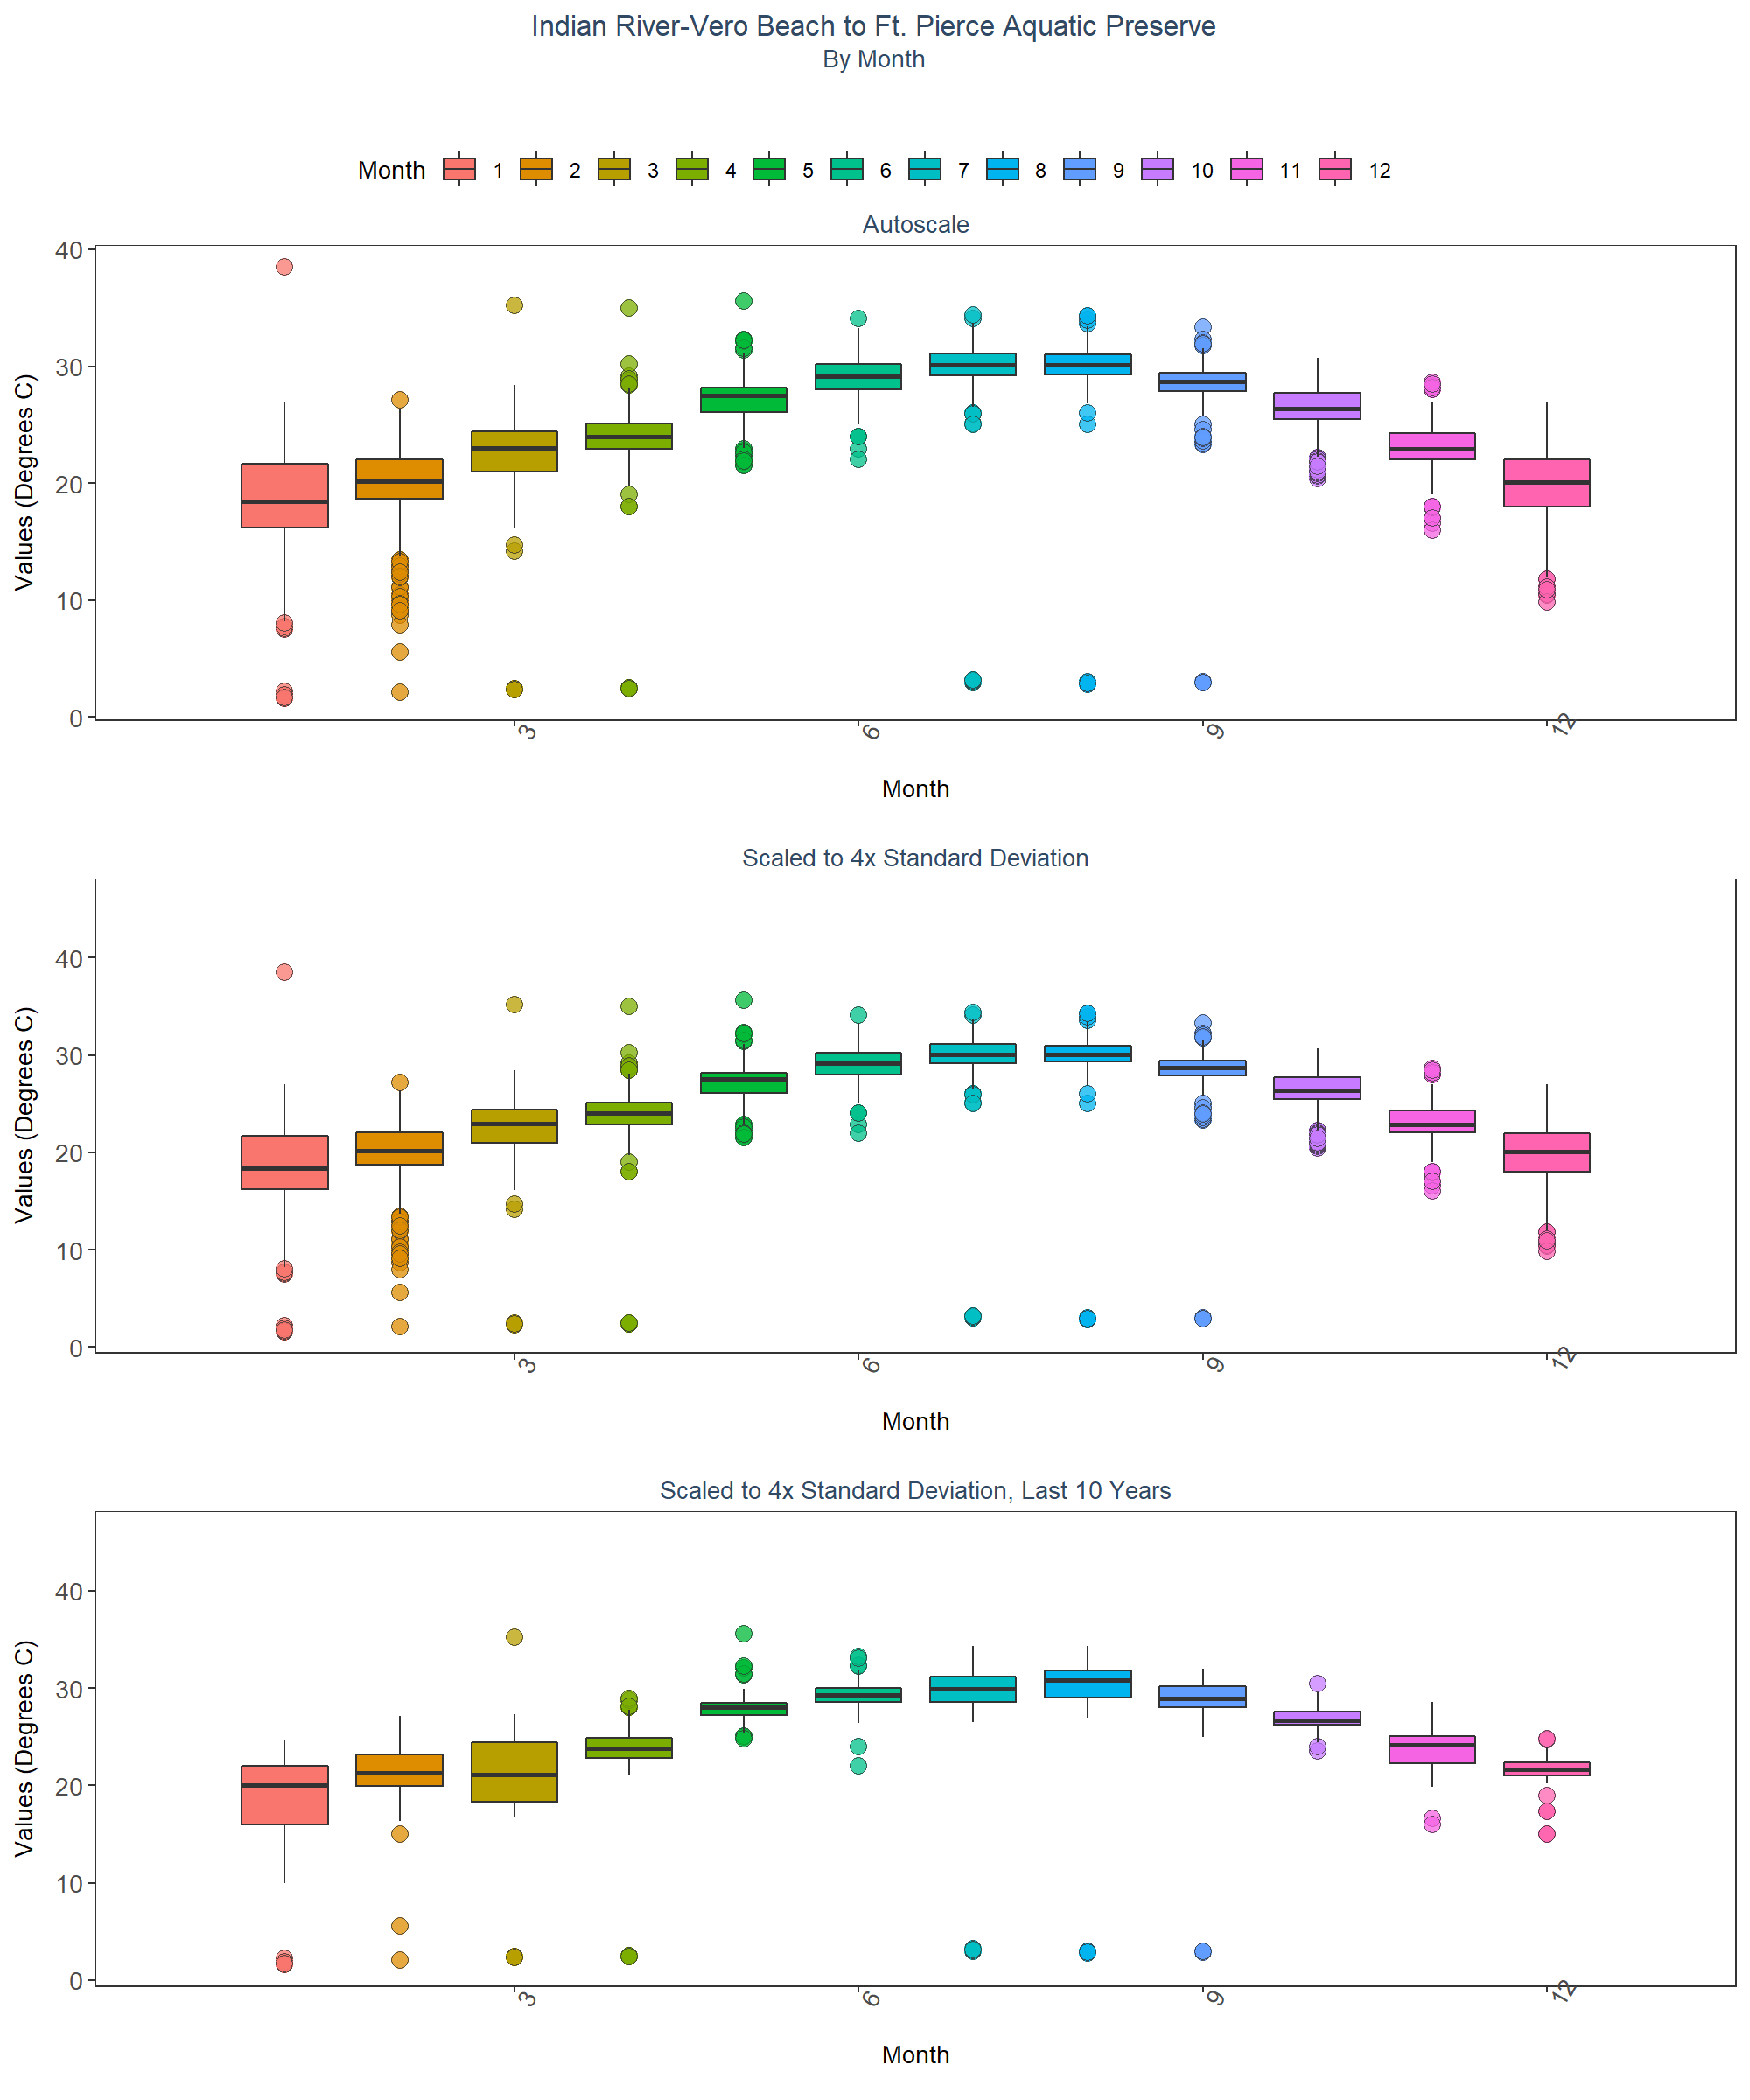 Indian River-Vero Beach to Ft. Pierce Aquatic Preserve
By Month
Month 1 2 3 4 5 6 7 8 9 10 11 12
Autoscale
Values (Degrees C)
40
30
20
10
0
3 6 9 12
Month
Scaled to 4x Standard Deviation
Values (Degrees C)
40
30
20
10
0
3 6 9 12
Month
Scaled to 4x Standard Deviation, Last 10 Years
Values (Degrees C)
40
30
20
10
0
3 6 9 12
Month